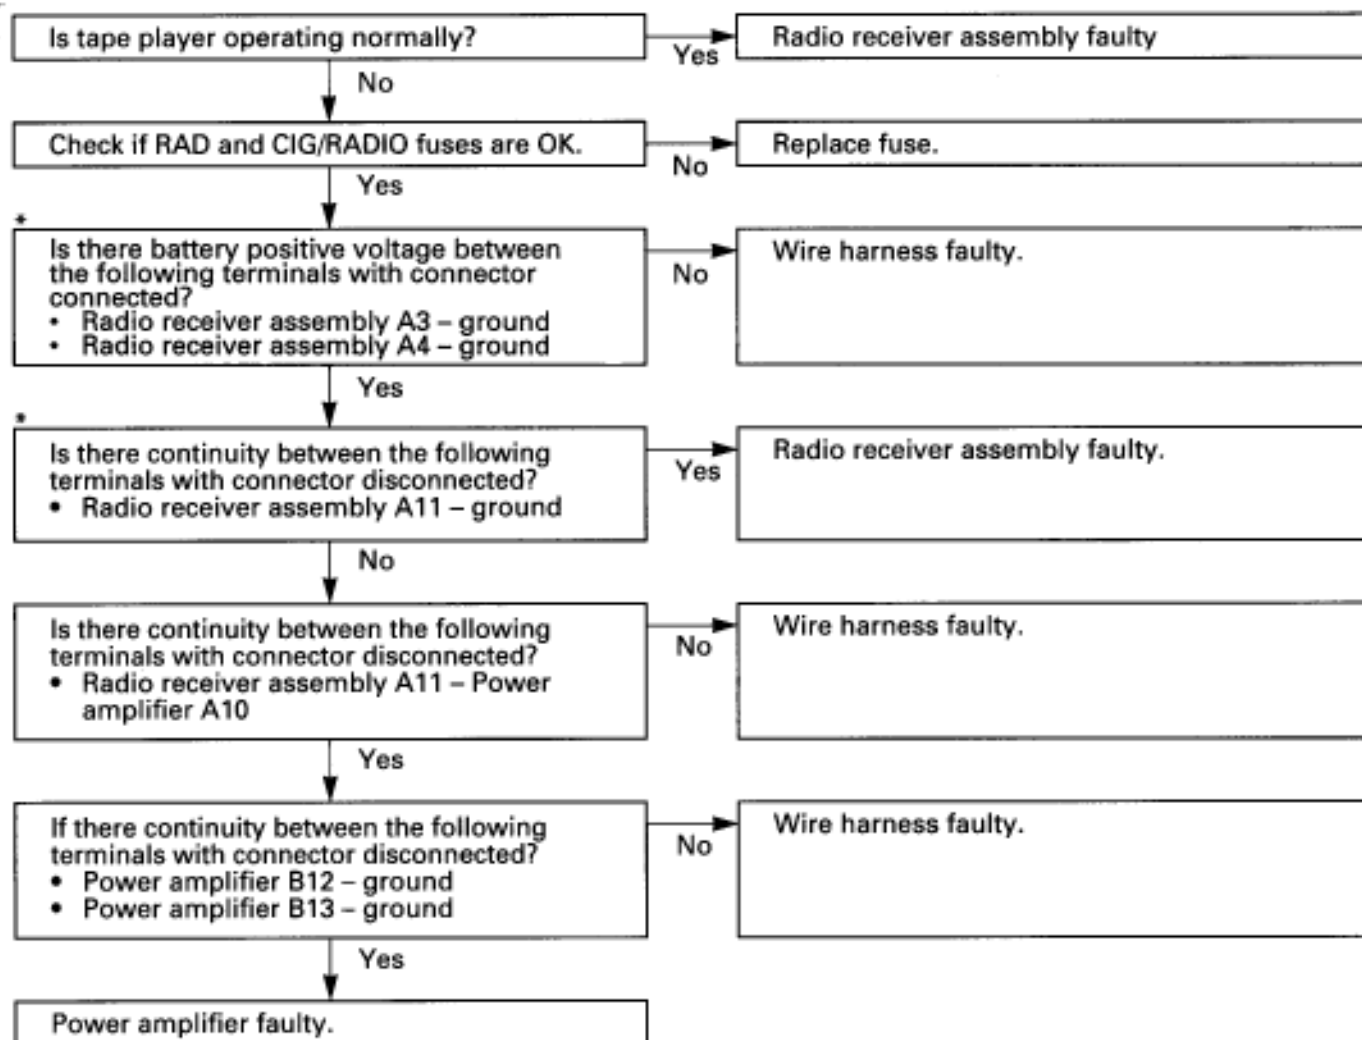 Is tape player operating normally?
Yes
Radio receiver assembly faulty
No
Check if RAD and CIG/RADIO fuses are OK.
No
Replace fuse.
Yes
*
Is there battery positive voltage between
the following terminals with connector
connected?
• Radio receiver assembly A3 – ground
• Radio receiver assembly A4 – ground
No
Wire harness faulty.
Yes
*
Is there continuity between the following
terminals with connector disconnected?
• Radio receiver assembly A11 – ground
Yes
Radio receiver assembly faulty.
No
Is there continuity between the following
terminals with connector disconnected?
• Radio receiver assembly A11 – Power
amplifier A10
No
Wire harness faulty.
Yes
If there continuity between the following
terminals with connector disconnected?
• Power amplifier B12 – ground
• Power amplifier B13 – ground
No
Wire harness faulty.
Yes
Power amplifier faulty.